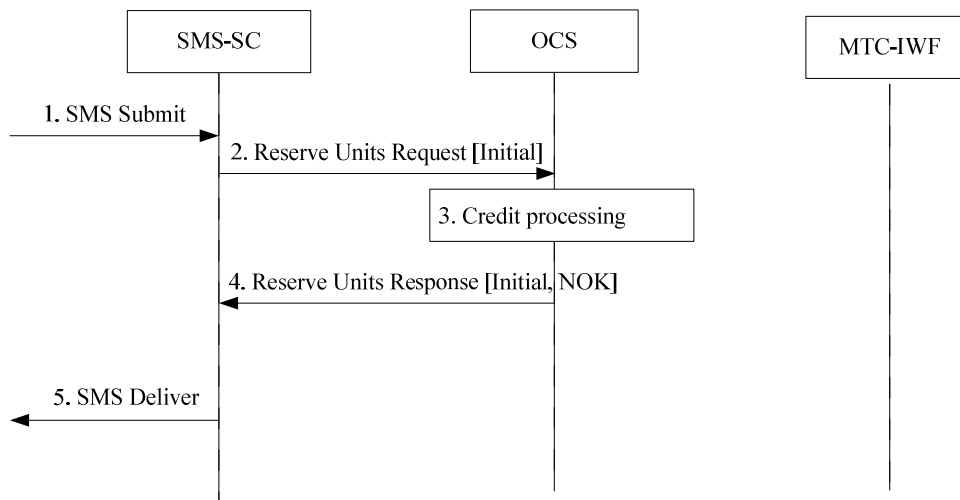 SMS-SC
OCS
MTC-IWF
1. SMS Submit
2. Reserve Units Request [Initial]
3. Credit processing
4. Reserve Units Response [Initial, NOK]
5. SMS Deliver